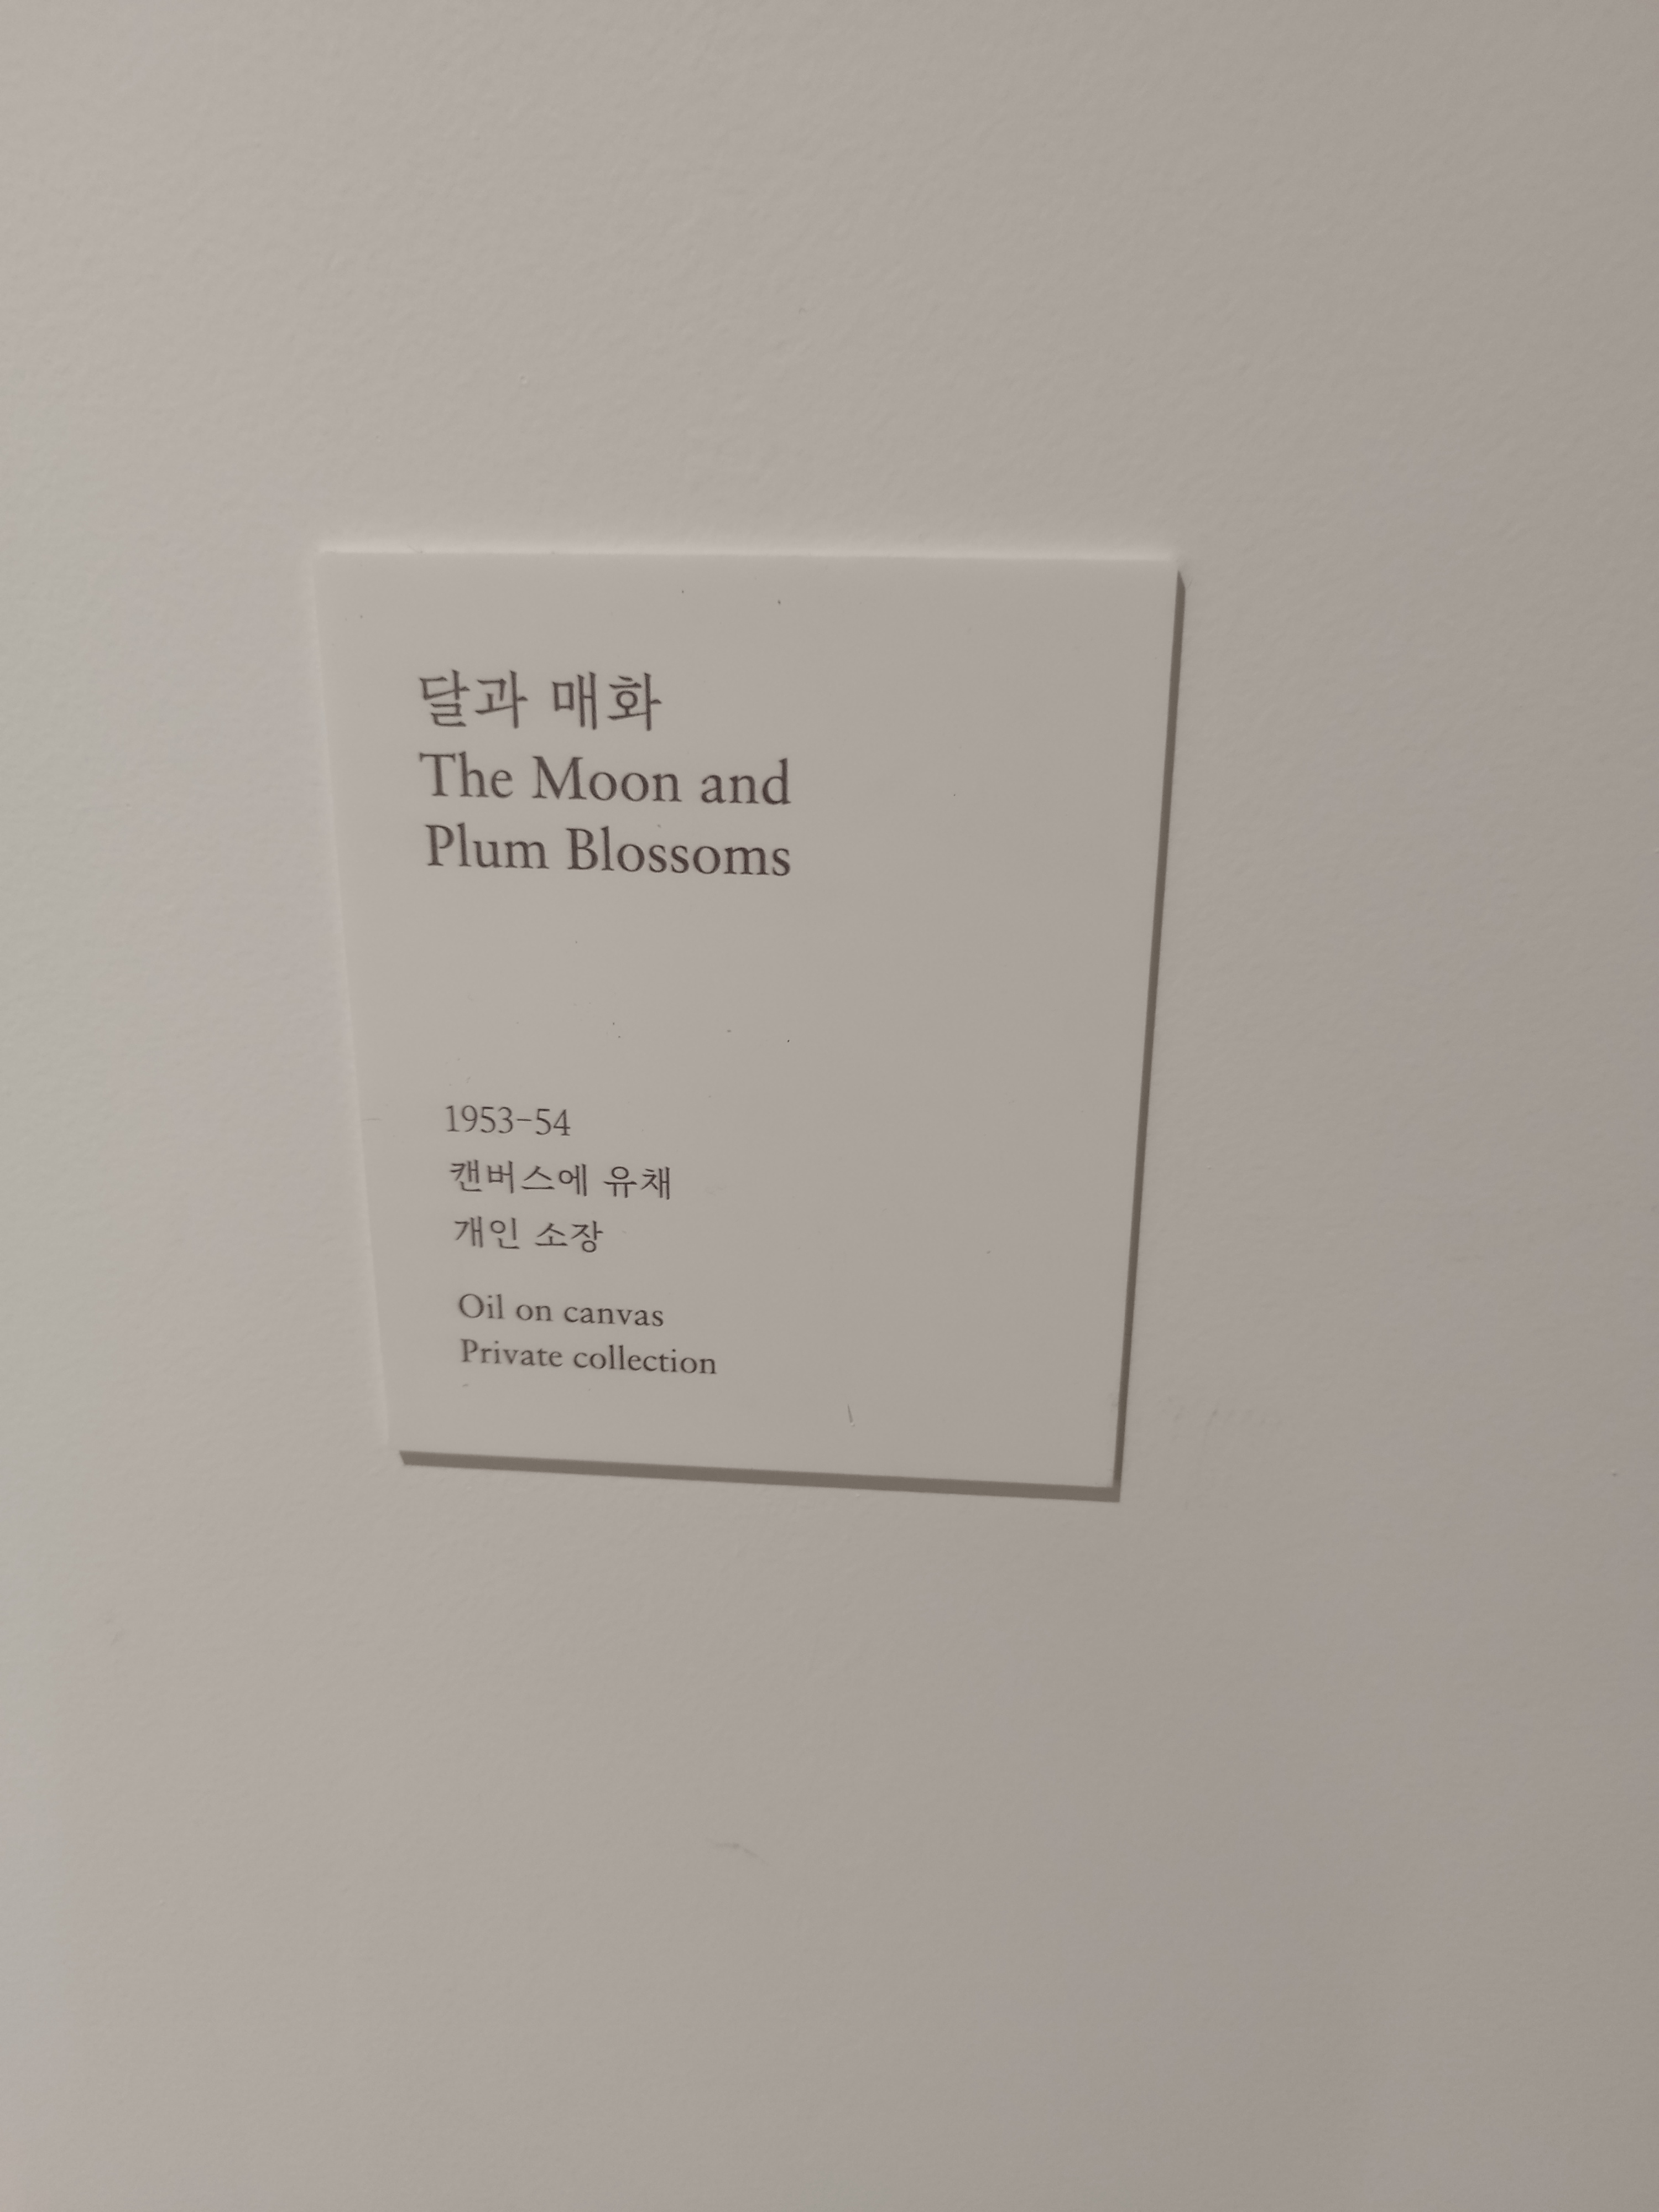 달과 매화
The Moon and
Plum Blossoms
1953-54
캔버스에 유채
개인 소장
Oil on canvas
Private collection